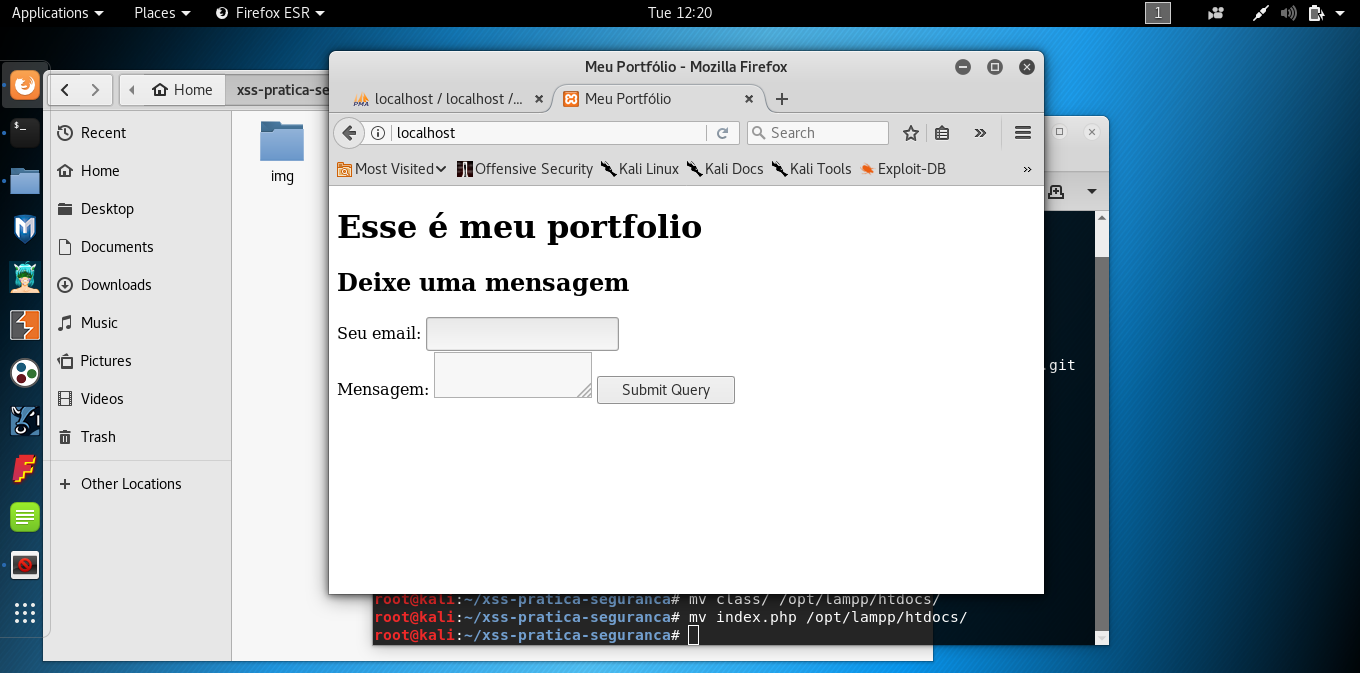 Applications Places Firefox ESR Tue 12:20 1
Meu Portfólio - Mozilla Firefox
Home xss-pratica-se
PMA localhost / localhost /... Meu Portfólio
localhost Search
Most Visited Offensive Security Kali Linux Kali Docs Kali Tools Exploit-DB »
Recent
Home
Desktop
Documents
Downloads
Music
Pictures
Videos
Trash
Other Locations
img
Esse é meu portfolio
Deixe uma mensagem
Seu email:
Mensagem: Submit Query
.git
root@kali:~/xss-pratica-seguranca# mv class/ /opt/lampp/htdocs/
root@kali:~/xss-pratica-seguranca# mv index.php /opt/lampp/htdocs/
root@kali:~/xss-pratica-seguranca#